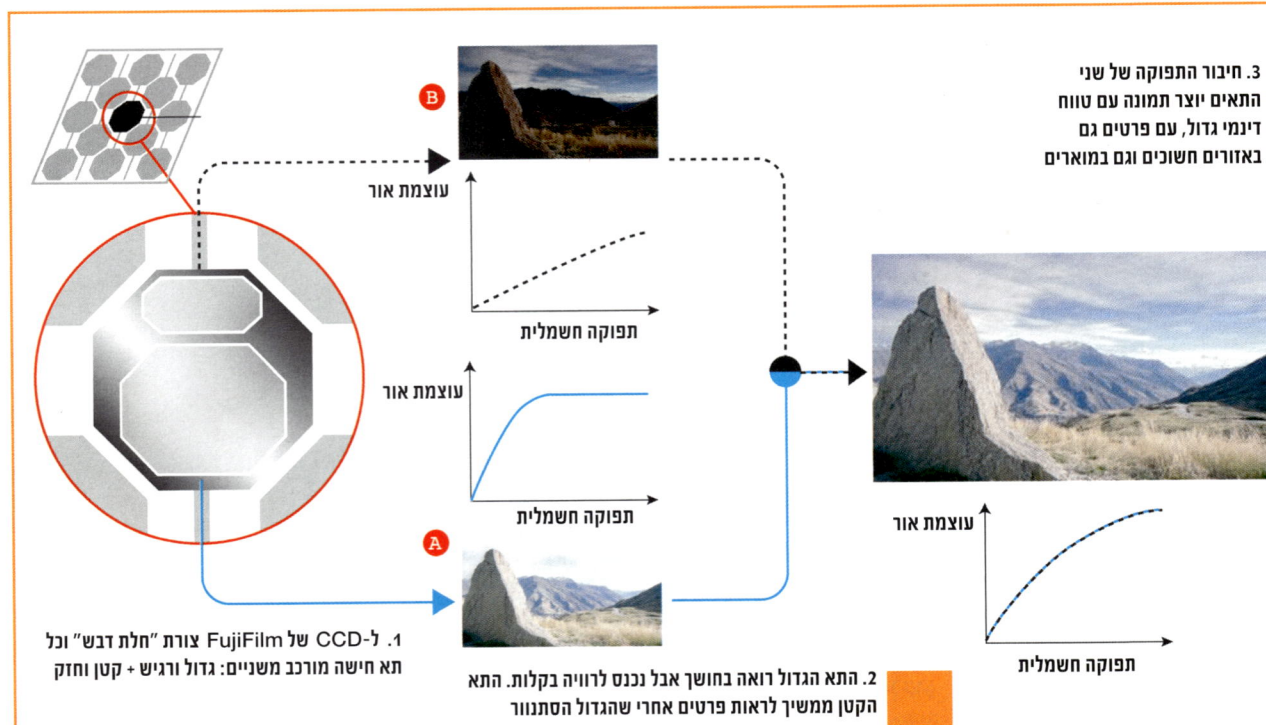 3. חיבור התפוקה של שני
התאים יוצר תמונה עם טווח
דינמי גדול, עם פרטים גם
באזורים חשוכים וגם במוארים
B
עוצמת אור
תפוקה חשמלית
עוצמת אור
תפוקה חשמלית
A
עוצמת אור
תפוקה חשמלית
1. ל-CCD של FujiFilm צורת "חלת דבש" וכל
תא חישה מורכב משניים: גדול ורגיש + קטן וחזק
2. התא הגדול רואה בחושך אבל נכנס לרוויה בקלות. התא
הקטן ממשיך לראות פרטים אחרי שהגדול הסתנוור